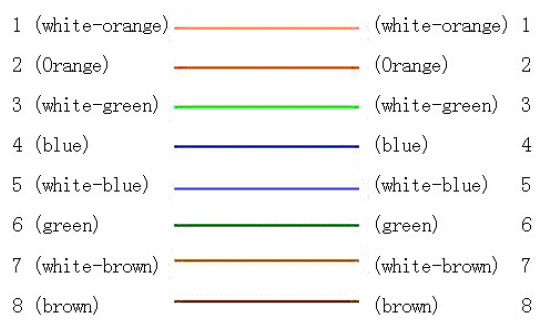 1 (white-orange) (white-orange) 1
2 (Orange) (Orange) 2
3 (white-green) (white-green) 3
4 (blue) (blue) 4
5 (white-blue) (white-blue) 5
6 (green) (green) 6
7 (white-brown) (white-brown) 7
8 (brown) (brown) 8